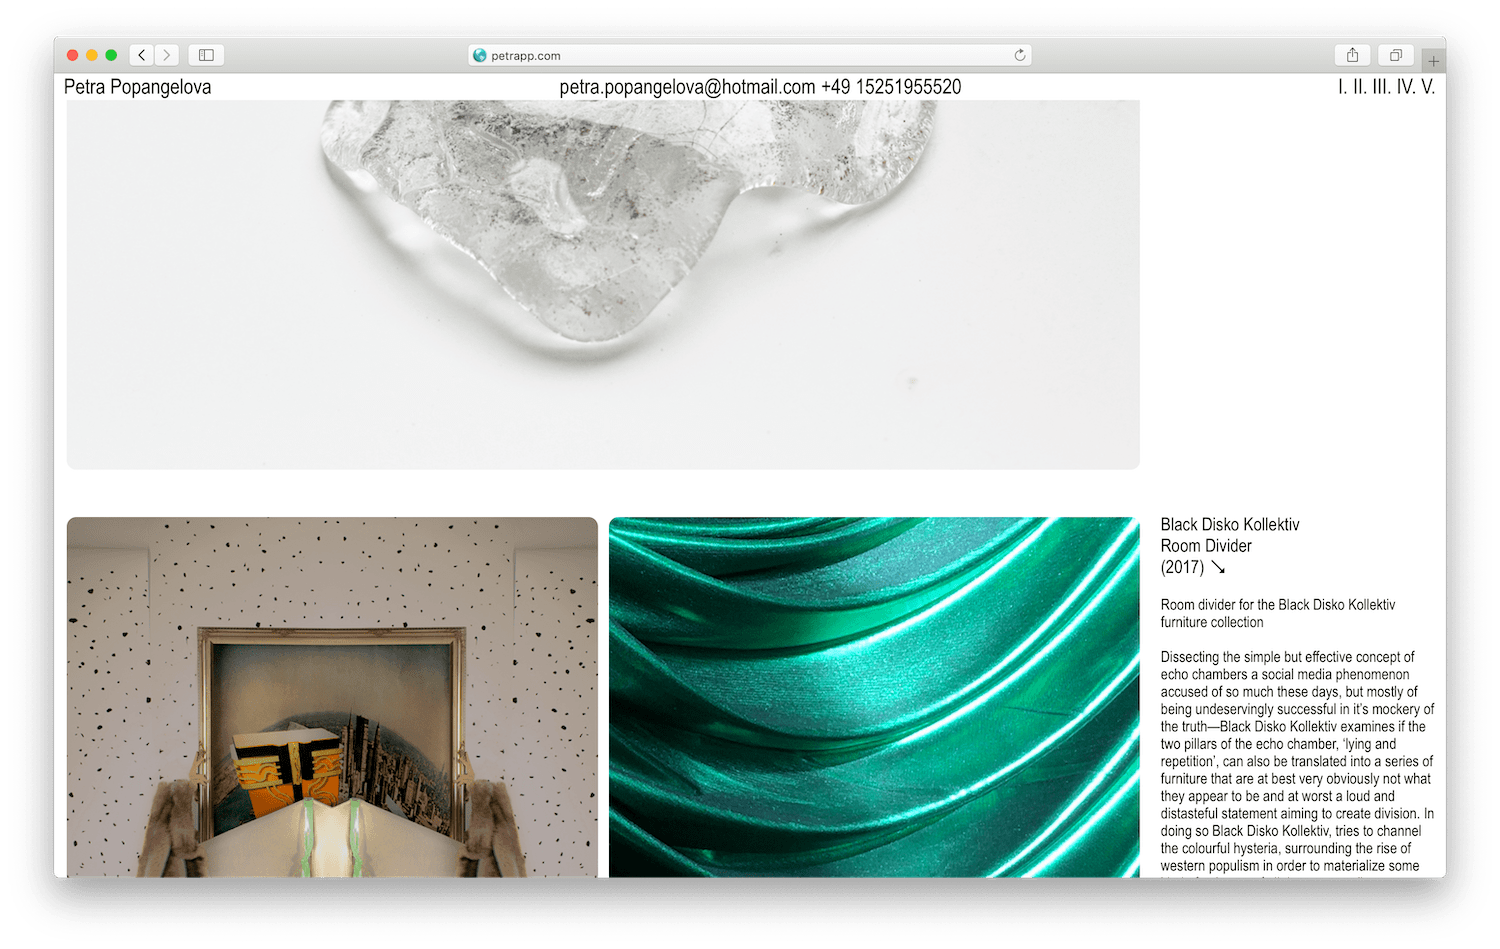 petrapp.com
Petra Popangelova
petra.popangelova@hotmail.com +49 15251955520
I. II. III. IV. V.
Black Disko Kollektiv
Room Divider
(2017) ↘
Room divider for the Black Disko Kollektiv
furniture collection
Dissecting the simple but effective concept of
echo chambers a social media phenomenon
accused of so much these days, but mostly of
being undeservingly successful in it's mockery of
the truth—Black Disko Kollektiv examines if the
two pillars of the echo chamber, 'lying and
repetition', can also be translated into a series of
furniture that are at best very obviously not what
they appear to be and at worst a loud and
distasteful statement aiming to create division. In
doing so Black Disko Kollektiv, tries to channel
the colourful hysteria, surrounding the rise of
western populism in order to materialize some